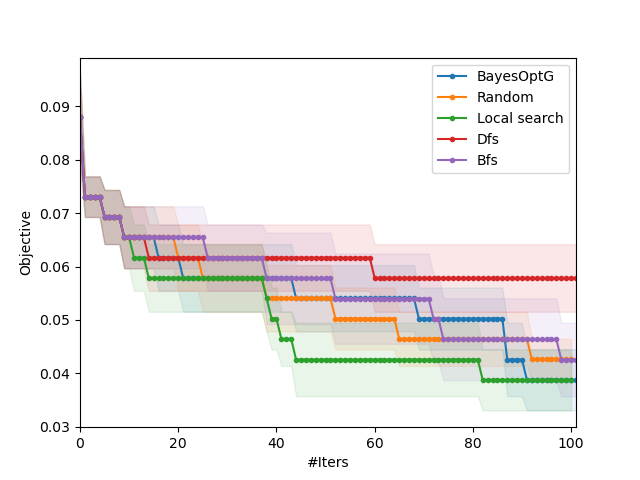 0.09
0.08
0.07
0.06
0.05
0.04
0.03
Objective
0
20
40
60
80
100
#Iters
BayesOptG
Random
Local search
Dfs
Bfs